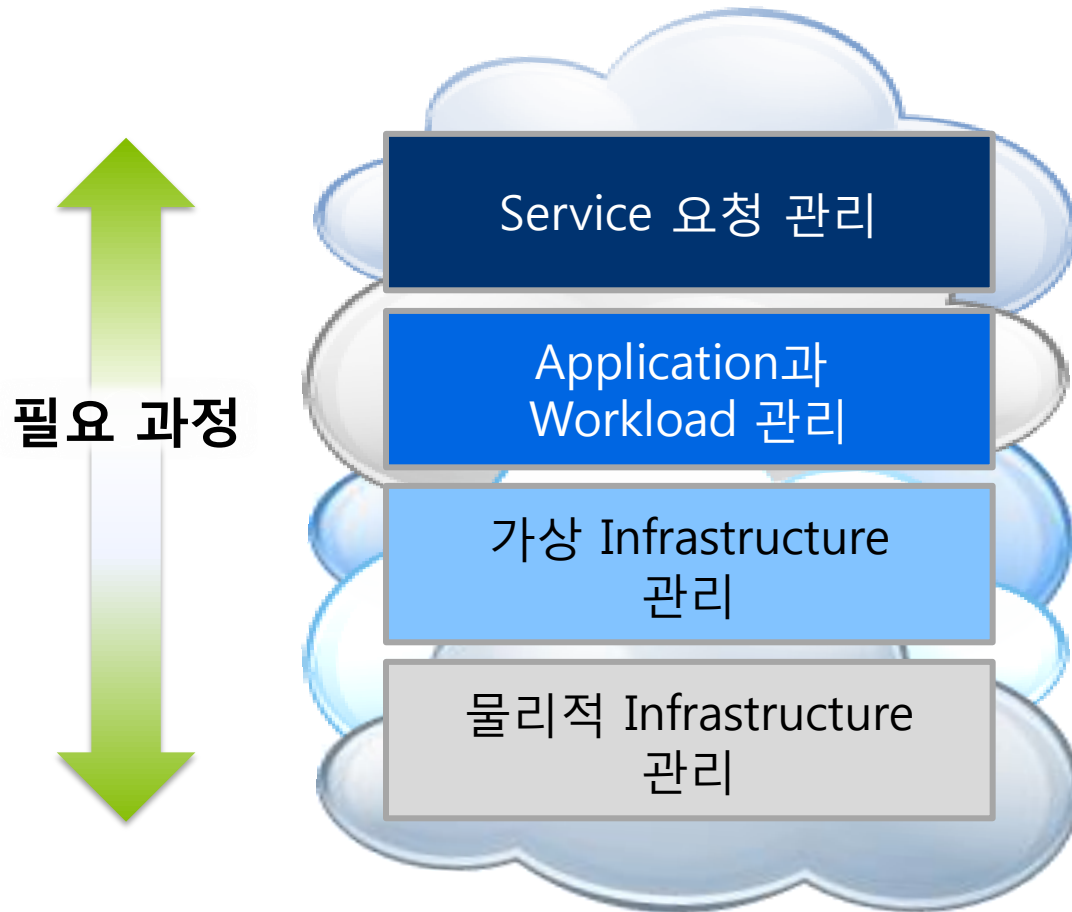 Service 요청 관리
Application과
Workload 관리
필요 과정
가상 Infrastructure
관리
물리적 Infrastructure
관리